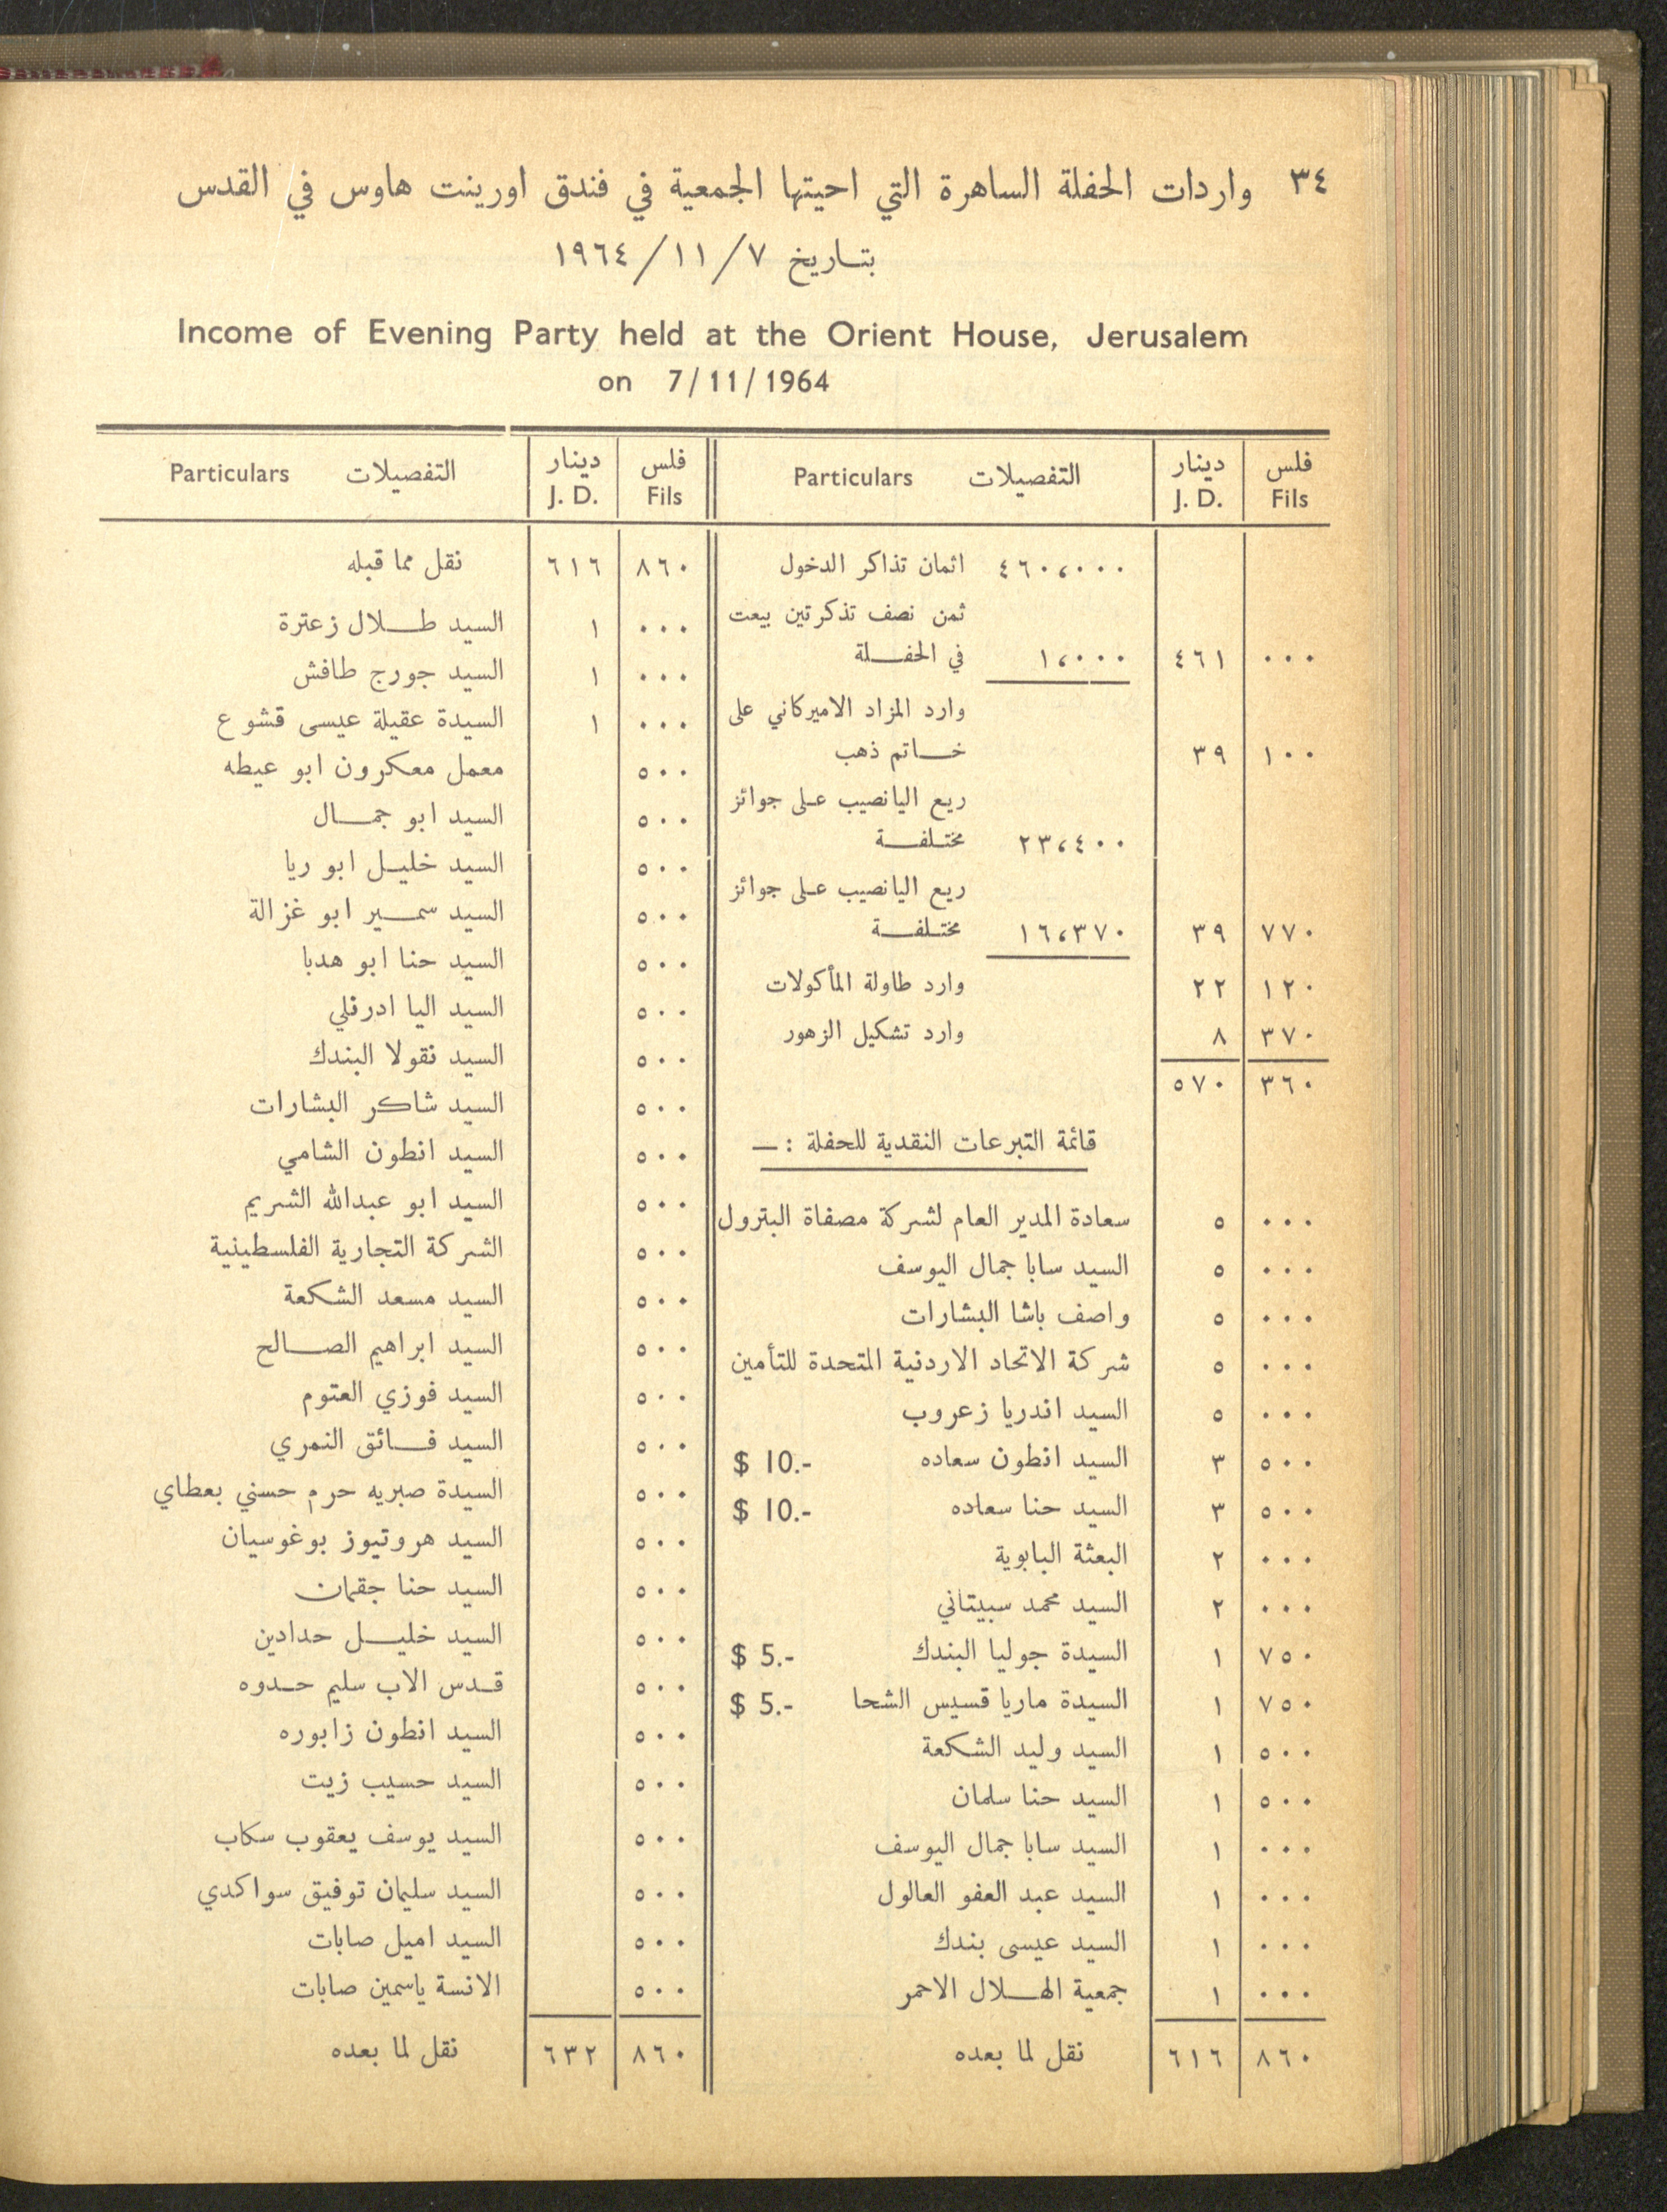 ٣٤ واردات الحفلة الساهرة التي احيتها الجمعية في فندق اورينت هاوس في القدس
بتاريخ ٧/١١/١٩٦٤
Income of Evening Party held at the Orient House, Jerusalem
on 7/11/1964
فلس دينار التفصيلات Particulars
Fils J. D.
اثمان تذاكر الدخول ٤٦٠،٠٠٠
ثمن نصف تذكرتين بيعت
في الحفلة ١،٠٠٠ ٤٦١ ٠٠٠
وارد المزاد الاميركاني على
خاتم ذهب ٣٩ ١٠٠
ريع اليانصيب على جوائز
مختلفة ٢٣،٤٠٠
ريع اليانصيب على جوائز
مختلفة ١٦،٣٧٠ ٣٩ ٧٧٠
وارد طاولة المأكولات ٢٢ ١٢٠
وارد تشكيل الزهور ٨ ٣٧٠
٥٧٠ ٣٦٠
قائمة التبرعات النقدية للحفلة : —
سعادة المدير العام لشركة مصفاة البترول ٥ ٠٠٠
السيد سابا جمال اليوسف ٥ ٠٠٠
واصف باشا البشارات ٥ ٠٠٠
شركة الاتحاد الاردنية المتحدة للتأمين ٥ ٠٠٠
السيد اندريا زعروب ٥ ٠٠٠
السيد انطون سعاده $ 10.- ٣ ٥٠٠
السيد حنا سعاده $ 10.- ٣ ٥٠٠
البعثة البابوية ٢ ٠٠٠
السيد محمد سبيتاني ٢ ٠٠٠
السيدة جوليا البندك $ 5.- ١ ٧٥٠
السيدة ماريا قسيس الشحا $ 5.- ١ ٧٥٠
السيد وليد الشكعة ١ ٥٠٠
السيد حنا سلمان ١ ٥٠٠
السيد سابا جمال اليوسف ١ ٠٠٠
السيد عبد العفو العالول ١ ٠٠٠
السيد عيسى بندك ١ ٠٠٠
جمعية الهلال الاحمر ١ ٠٠٠
نقل لما بعده ٦١٦ ٨٦٠
فلس دينار التفصيلات Particulars
Fils J. D.
نقل مما قبله ٦١٦ ٨٦٠
السيد طلال زعترة ١ ٠٠٠
السيد جورج طافش ١ ٠٠٠
السيدة عقيلة عيسى قشوع ١ ٠٠٠
معمل معكرون ابو عيطه ٥٠٠
السيد ابو جمال ٥٠٠
السيد خليل ابو ريا ٥٠٠
السيد سمير ابو غزالة ٥٠٠
السيد حنا ابو هدبا ٥٠٠
السيد اليا ادرنلي ٥٠٠
السيد نقولا البندك ٥٠٠
السيد شاكر البشارات ٥٠٠
السيد انطون الشامي ٥٠٠
السيد ابو عبدالله الشريم ٥٠٠
الشركة التجارية الفلسطينية ٥٠٠
السيد مسعد الشكعة ٥٠٠
السيد ابراهيم الصالح ٥٠٠
السيد فوزي العتوم ٥٠٠
السيد فائق النمري ٥٠٠
السيدة صبريه حرم حسني بعطاي ٥٠٠
السيد هروتيوز بوغوسيان ٥٠٠
السيد حنا جقمان ٥٠٠
السيد خليل حدادين ٥٠٠
قدس الاب سليم حدوه ٥٠٠
السيد انطون زابوره ٥٠٠
السيد حسيب زيت ٥٠٠
السيد يوسف يعقوب سكاب ٥٠٠
السيد سليمان توفيق سواكدي ٥٠٠
السيد اميل صابات ٥٠٠
الانسة ياسمين صابات ٥٠٠
نقل لما بعده ٦٣٢ ٨٦٠